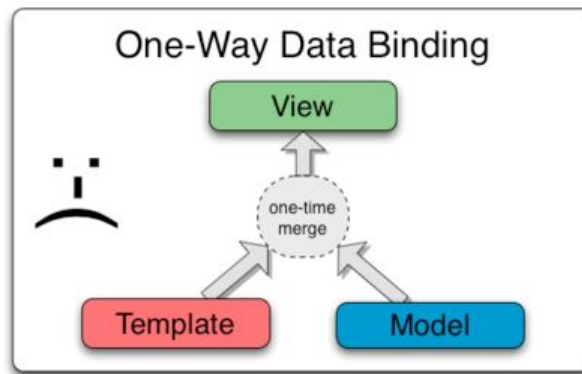 One-Way Data Binding
View
one-time
merge
Template
Model